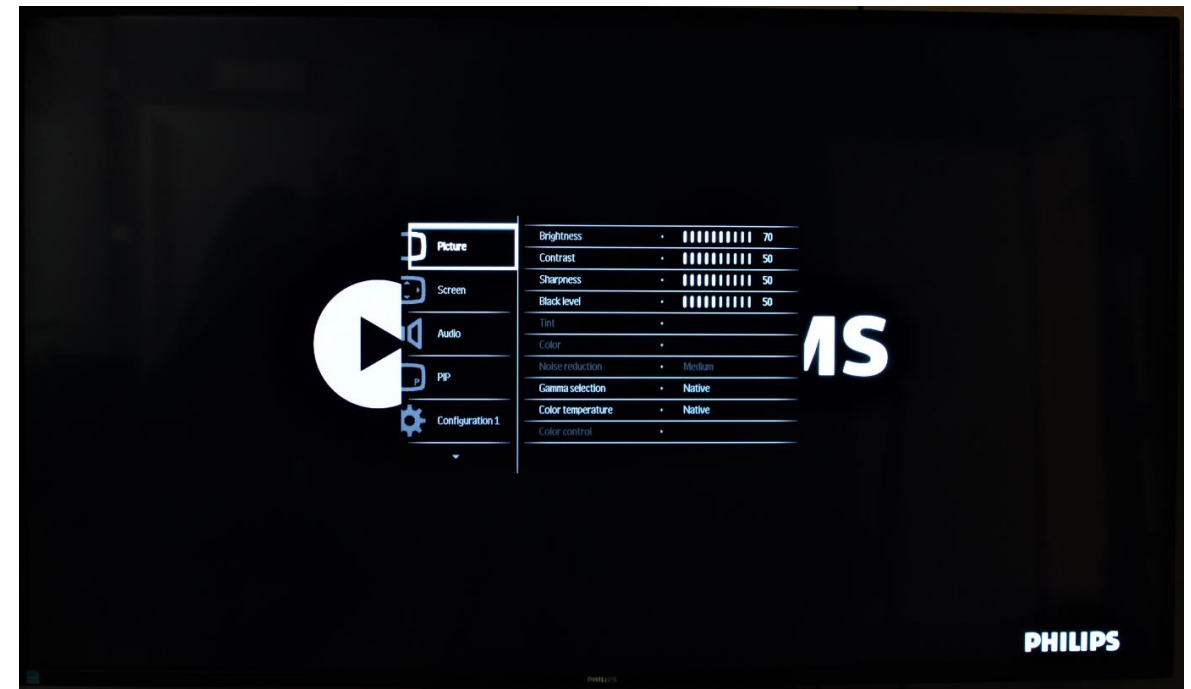 Picture
Screen
Audio
P PIP
Configuration 1
Brightness 70
Contrast 50
Sharpness 50
Black level 50
Tint
Color
Noise reduction Medium
Gamma selection Native
Color temperature Native
Color control
MS
PHILIPS
PHILIPS